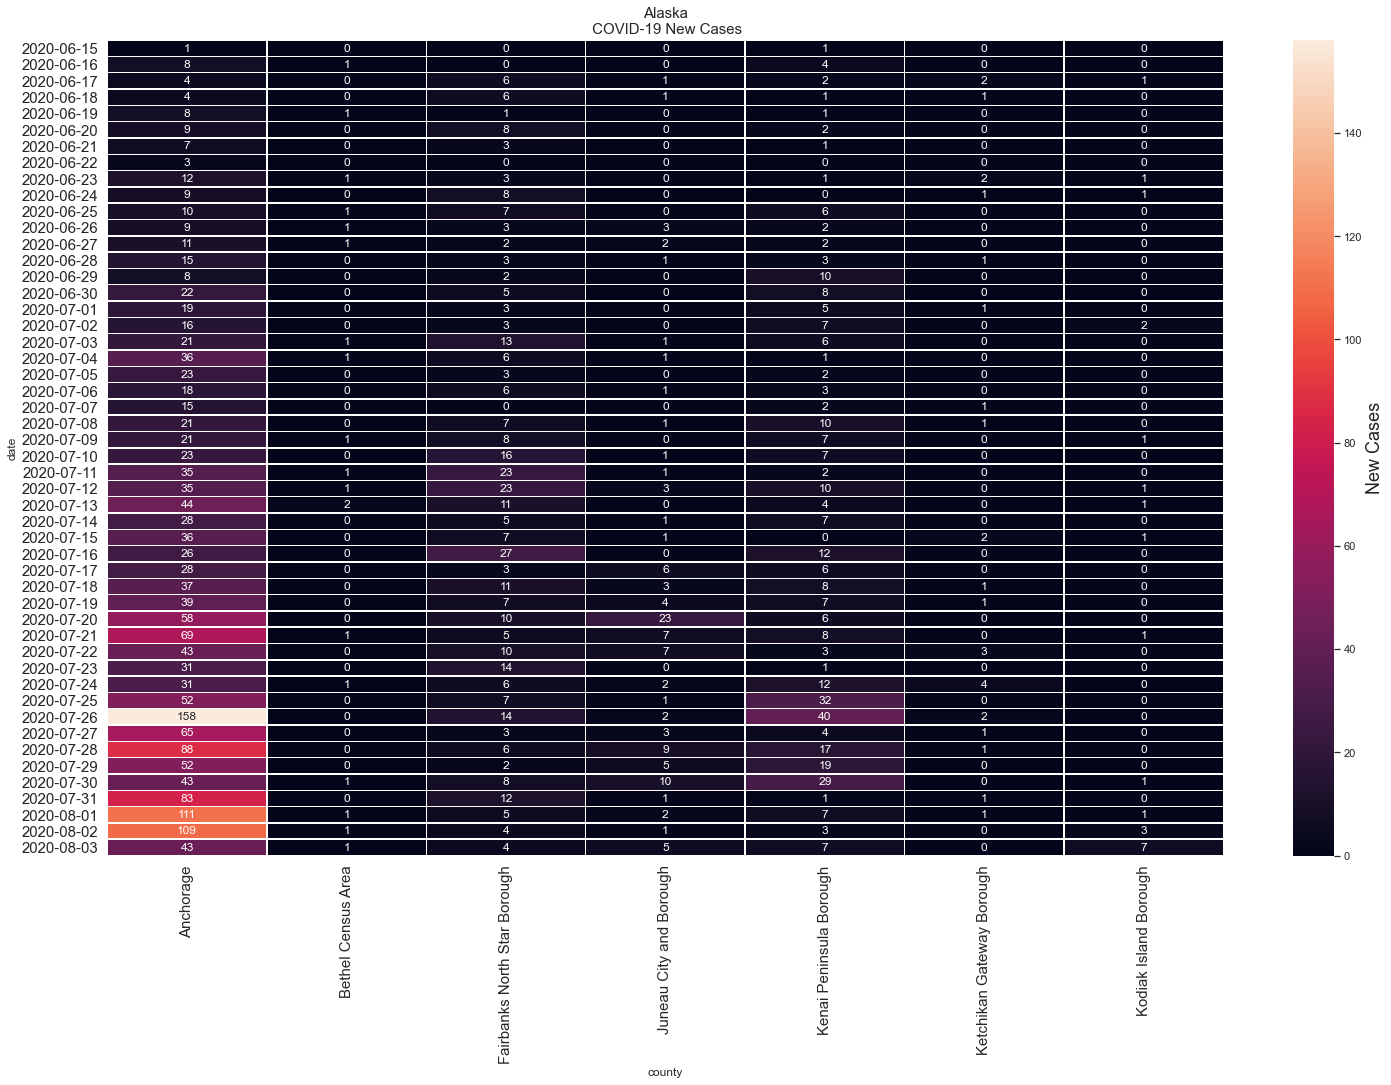 Alaska
COVID-19 New Cases
2020-06-15 1 0 0 0 1 0 0
2020-06-16 8 1 0 0 4 0 0
2020-06-17 4 0 6 1 2 2 1
2020-06-18 4 0 6 1 1 1 0
2020-06-19 8 1 1 0 1 0 0
2020-06-20 9 0 8 0 2 0 0
2020-06-21 7 0 3 0 1 0 0
2020-06-22 3 0 0 0 0 0 0
2020-06-23 12 1 3 0 1 2 1
2020-06-24 9 0 8 0 0 1 1
2020-06-25 10 1 7 0 6 0 0
2020-06-26 9 1 3 3 2 0 0
2020-06-27 11 1 2 2 2 0 0
2020-06-28 15 0 3 1 3 1 0
2020-06-29 8 0 2 0 10 0 0
2020-06-30 22 0 5 0 8 0 0
2020-07-01 19 0 3 0 5 1 0
2020-07-02 16 0 3 0 7 0 2
2020-07-03 21 1 13 1 6 0 0
2020-07-04 36 1 6 1 1 0 0
2020-07-05 23 0 3 0 2 0 0
2020-07-06 18 0 6 1 3 0 0
2020-07-07 15 0 0 0 2 1 0
2020-07-08 21 0 7 1 10 1 0
2020-07-09 21 1 8 0 7 0 1
2020-07-10 23 0 16 1 7 0 0
2020-07-11 35 1 23 1 2 0 0
2020-07-12 35 1 23 3 10 0 1
2020-07-13 44 2 11 0 4 0 1
2020-07-14 28 0 5 1 7 0 0
2020-07-15 36 0 7 1 0 2 1
2020-07-16 26 0 27 0 12 0 0
2020-07-17 28 0 3 6 6 0 0
2020-07-18 37 0 11 3 8 1 0
2020-07-19 39 0 7 4 7 1 0
2020-07-20 58 0 10 23 6 0 0
2020-07-21 69 1 5 7 8 0 1
2020-07-22 43 0 10 7 3 3 0
2020-07-23 31 0 14 0 1 0 0
2020-07-24 31 1 6 2 12 4 0
2020-07-25 52 0 7 1 32 0 0
2020-07-26 158 0 14 2 40 2 0
2020-07-27 65 0 3 3 4 1 0
2020-07-28 88 0 6 9 17 1 0
2020-07-29 52 0 2 5 19 0 0
2020-07-30 43 1 8 10 29 0 1
2020-07-31 83 0 12 1 1 1 0
2020-08-01 111 1 5 2 7 1 1
2020-08-02 109 1 4 1 3 0 3
2020-08-03 43 1 4 5 7 0 7
date
Anchorage
Bethel Census Area
Fairbanks North Star Borough
Juneau City and Borough
Kenai Peninsula Borough
Ketchikan Gateway Borough
Kodiak Island Borough
county
140
120
100
80
60
40
20
0
New Cases